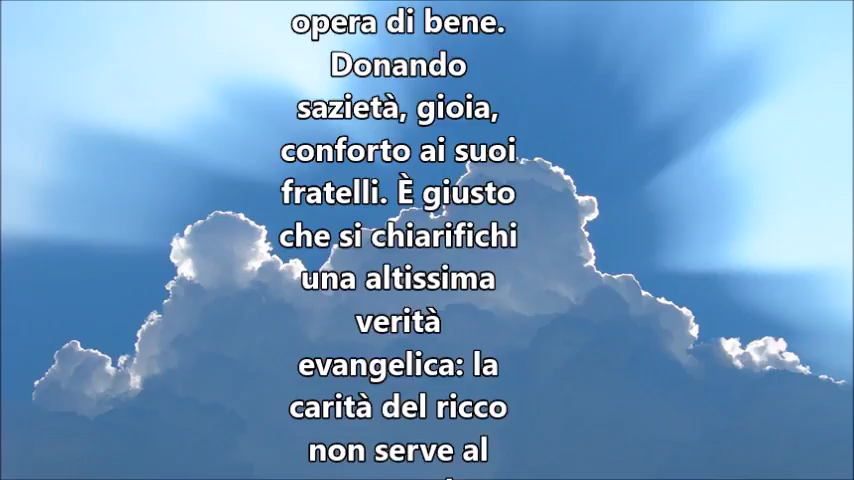 opera di bene.
Donando
sazietà, gioia,
conforto ai suoi
fratelli. È giusto
che si chiarifichi
una altissima
verità
evangelica: la
carità del ricco
non serve al